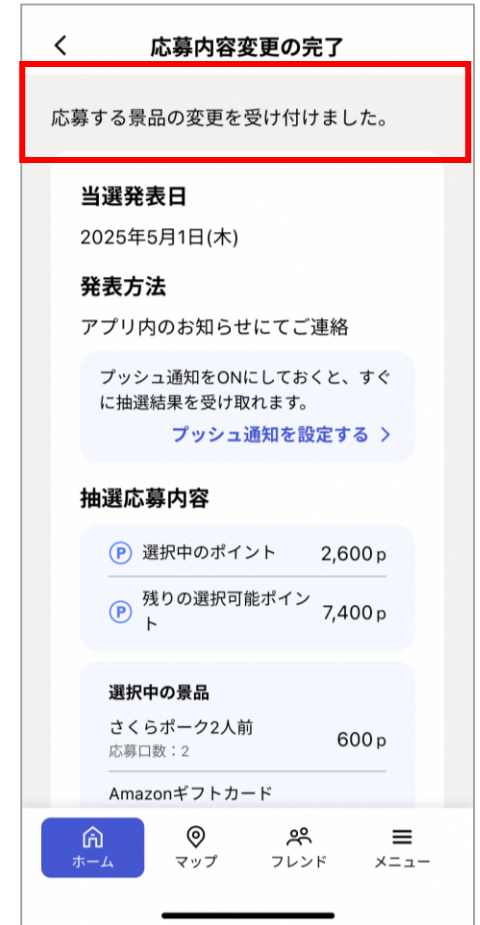 応募内容変更の完了
応募する景品の変更を受け付けました。
当選発表日
2025年5月1日(木)
発表方法
アプリ内のお知らせにてご連絡
プッシュ通知をONにしておくと、すぐ
に抽選結果を受け取れます。
プッシュ通知を設定する
抽選応募内容
P 選択中のポイント 2,600 p
P 残りの選択可能ポイン
ト 7,400 p
選択中の景品
さくらポーク2人前 600 p
応募口数：2
Amazonギフトカード
ホーム マップ フレンド メニュー